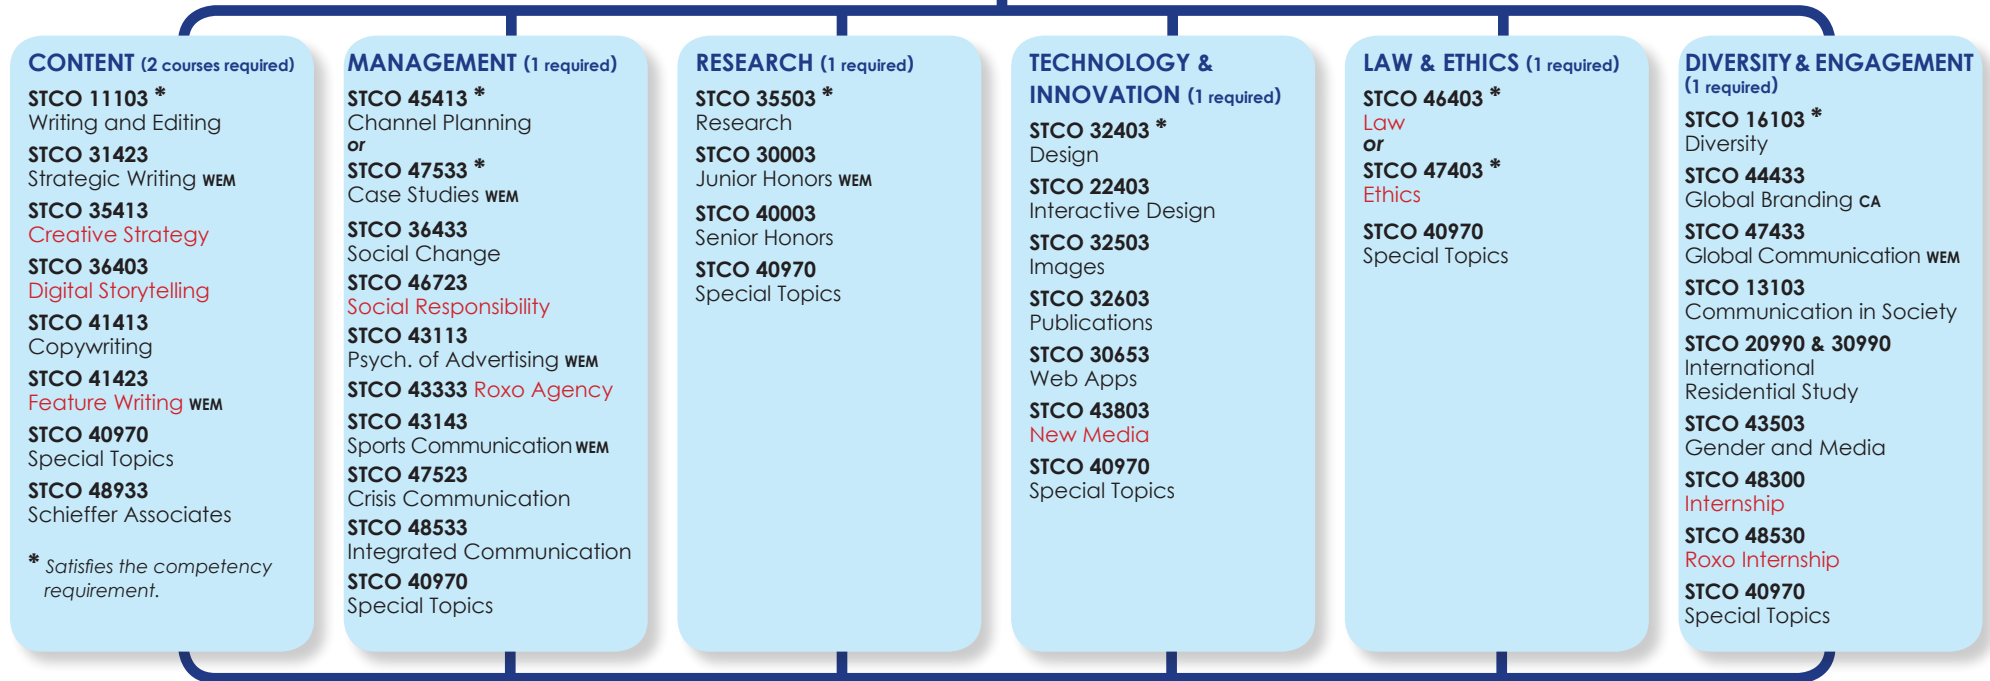 CONTENT (2 courses required)
STCO 11103 *
Writing and Editing
STCO 31423
Strategic Writing WEM
STCO 35413
Creative Strategy
STCO 36403
Digital Storytelling
STCO 41413
Copywriting
STCO 41423
Feature Writing WEM
STCO 40970
Special Topics
STCO 48933
Schieffer Associates
* Satisfies the competency
requirement.
MANAGEMENT (1 required)
STCO 45413 *
Channel Planning
or
STCO 47533 *
Case Studies WEM
STCO 36433
Social Change
STCO 46723
Social Responsibility
STCO 43113
Psych. of Advertising WEM
STCO 43333 Roxo Agency
STCO 43143
Sports Communication WEM
STCO 47523
Crisis Communication
STCO 48533
Integrated Communication
STCO 40970
Special Topics
RESEARCH (1 required)
STCO 35503 *
Research
STCO 30003
Junior Honors WEM
STCO 40003
Senior Honors
STCO 40970
Special Topics
TECHNOLOGY &
INNOVATION (1 required)
STCO 32403 *
Design
STCO 22403
Interactive Design
STCO 32503
Images
STCO 32603
Publications
STCO 30653
Web Apps
STCO 43803
New Media
STCO 40970
Special Topics
LAW & ETHICS (1 required)
STCO 46403 *
Law
or
STCO 47403 *
Ethics
STCO 40970
Special Topics
DIVERSITY & ENGAGEMENT
(1 required)
STCO 16103 *
Diversity
STCO 44433
Global Branding CA
STCO 47433
Global Communication WEM
STCO 13103
Communication in Society
STCO 20990 & 30990
International
Residential Study
STCO 43503
Gender and Media
STCO 48300
Internship
STCO 48530
Roxo Internship
STCO 40970
Special Topics